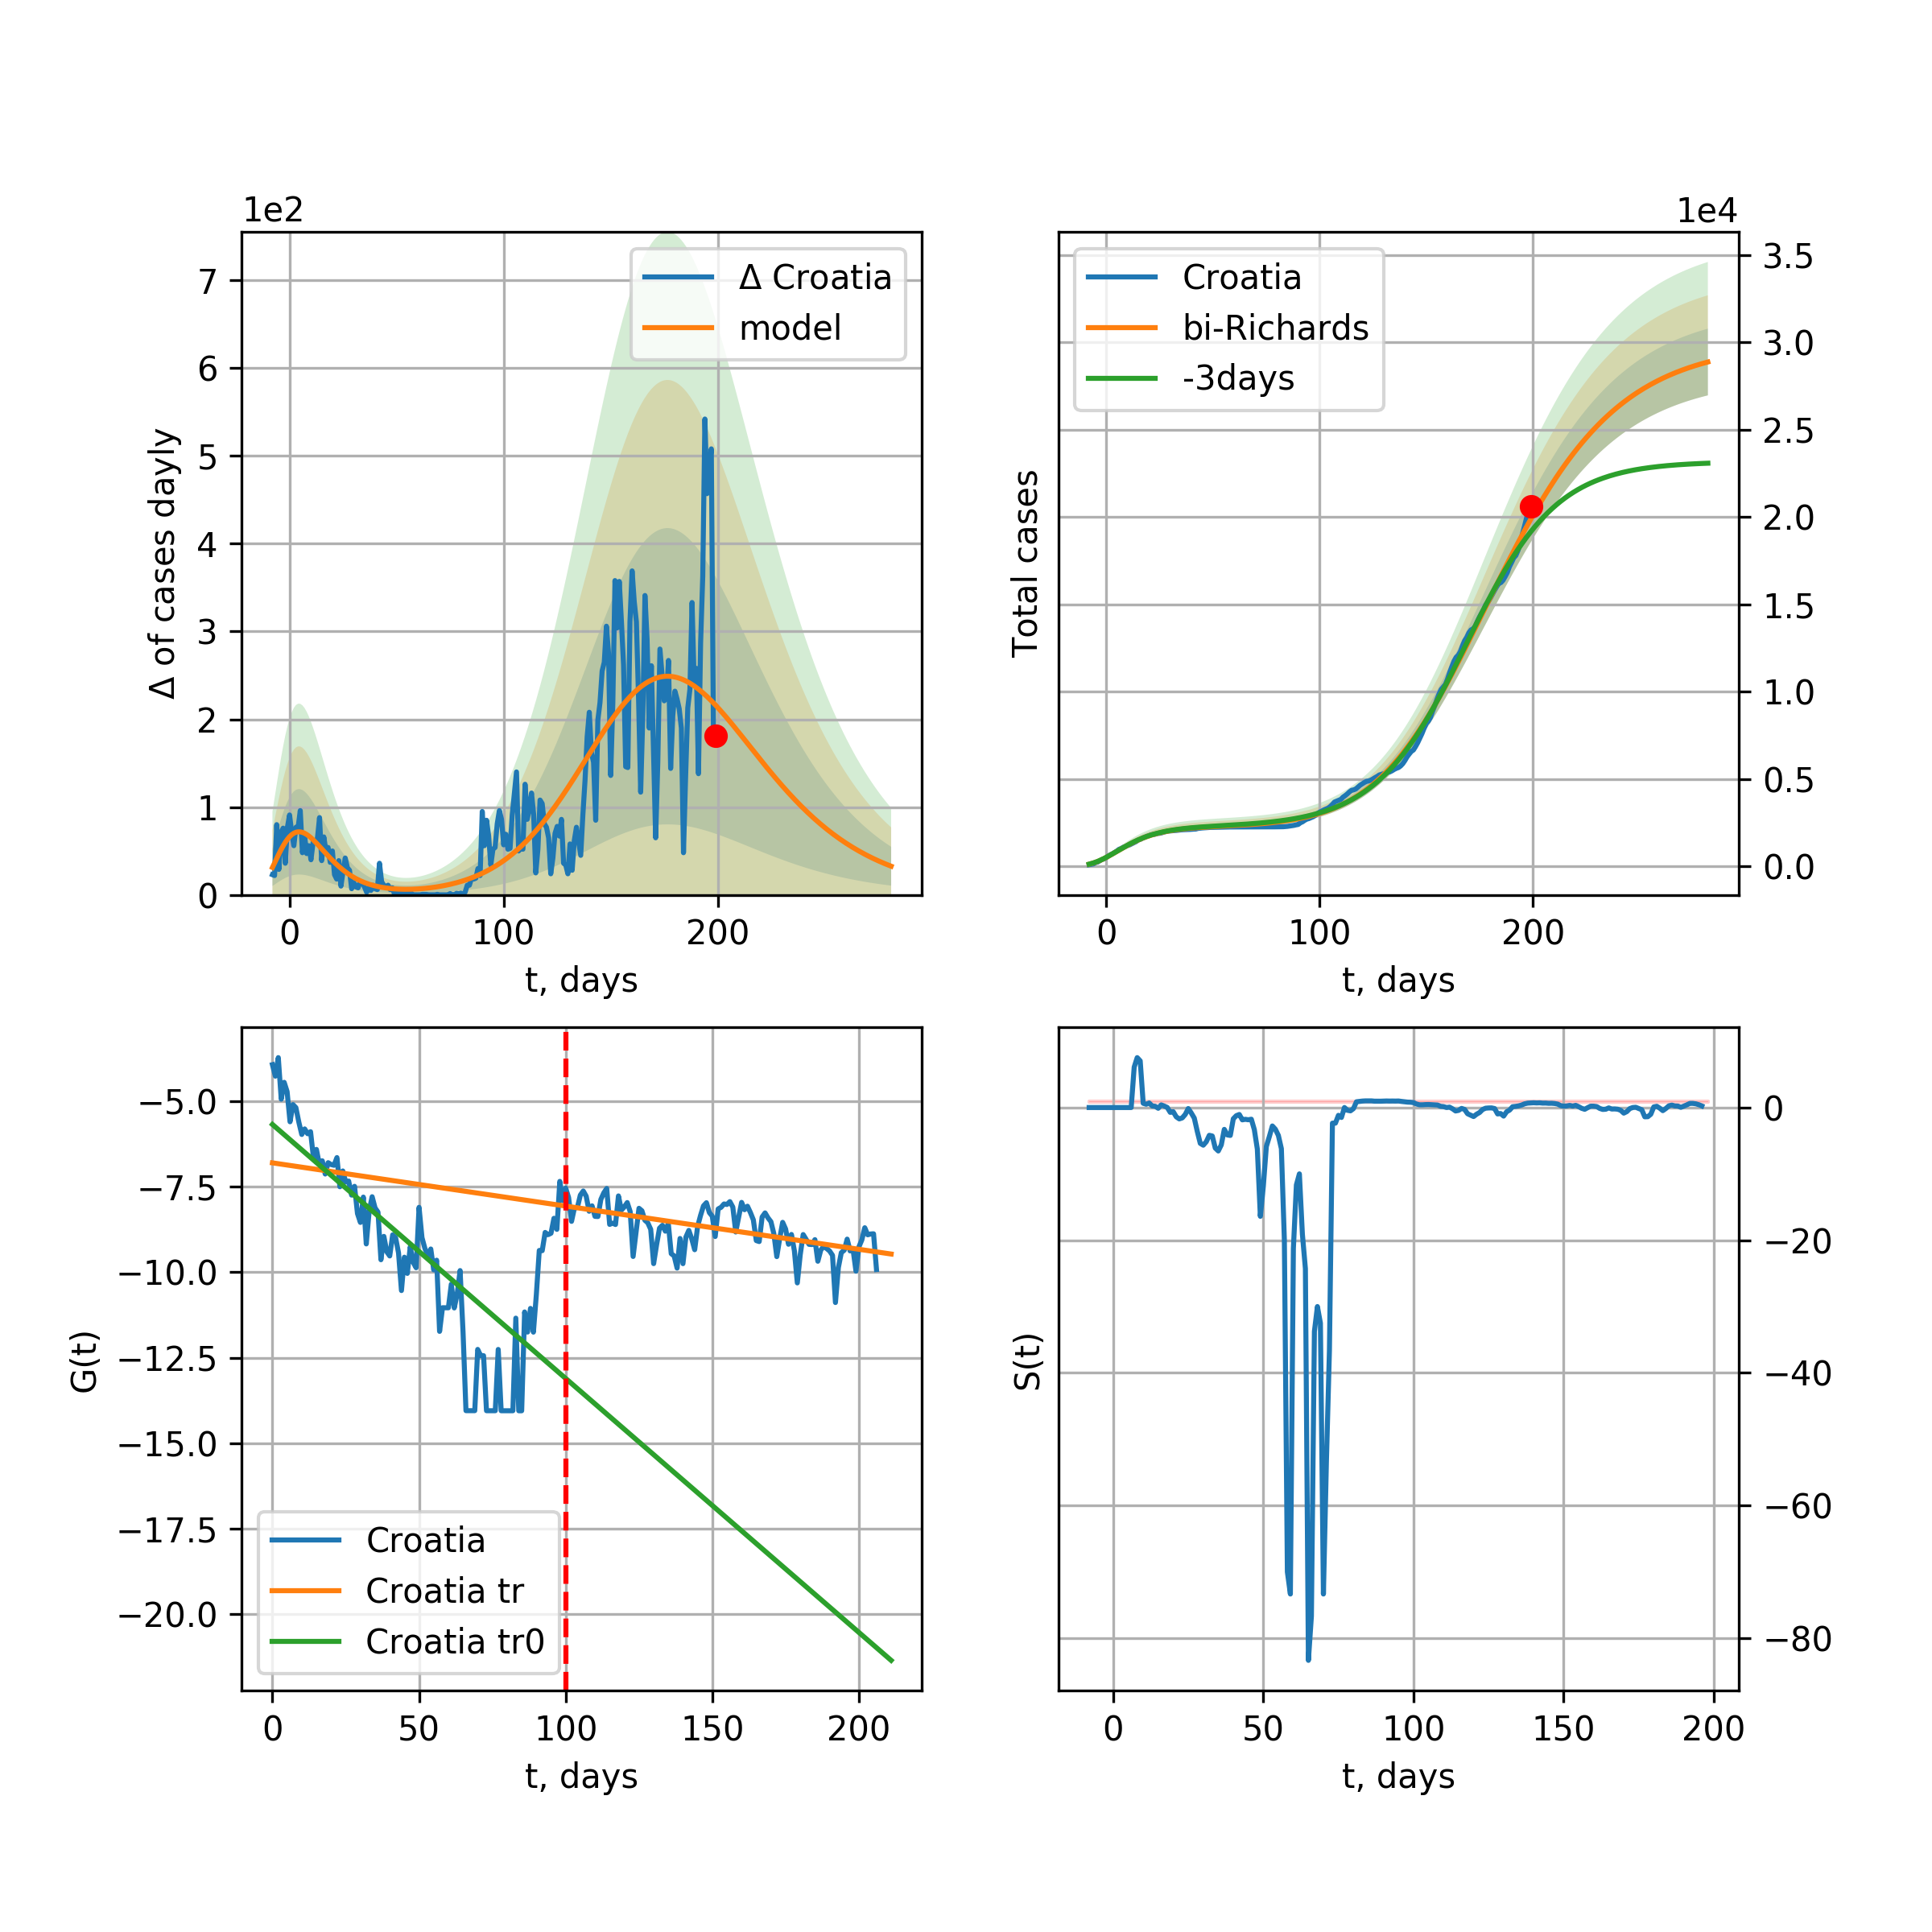 1e2
Δ of cases dayly
7
6
5
4
3
2
1
0
Δ Croatia
model
0 100 200
t, days
1e4
Total cases
Croatia
bi-Richards
-3days
3.5
3.0
2.5
2.0
1.5
1.0
0.5
0.0
0 100 200
t, days
G(t)
−5.0
−7.5
−10.0
−12.5
−15.0
−17.5
−20.0
Croatia
Croatia tr
Croatia tr0
0 50 100 150 200
t, days
S(t)
0
−20
−40
−60
−80
0 50 100 150 200
t, days